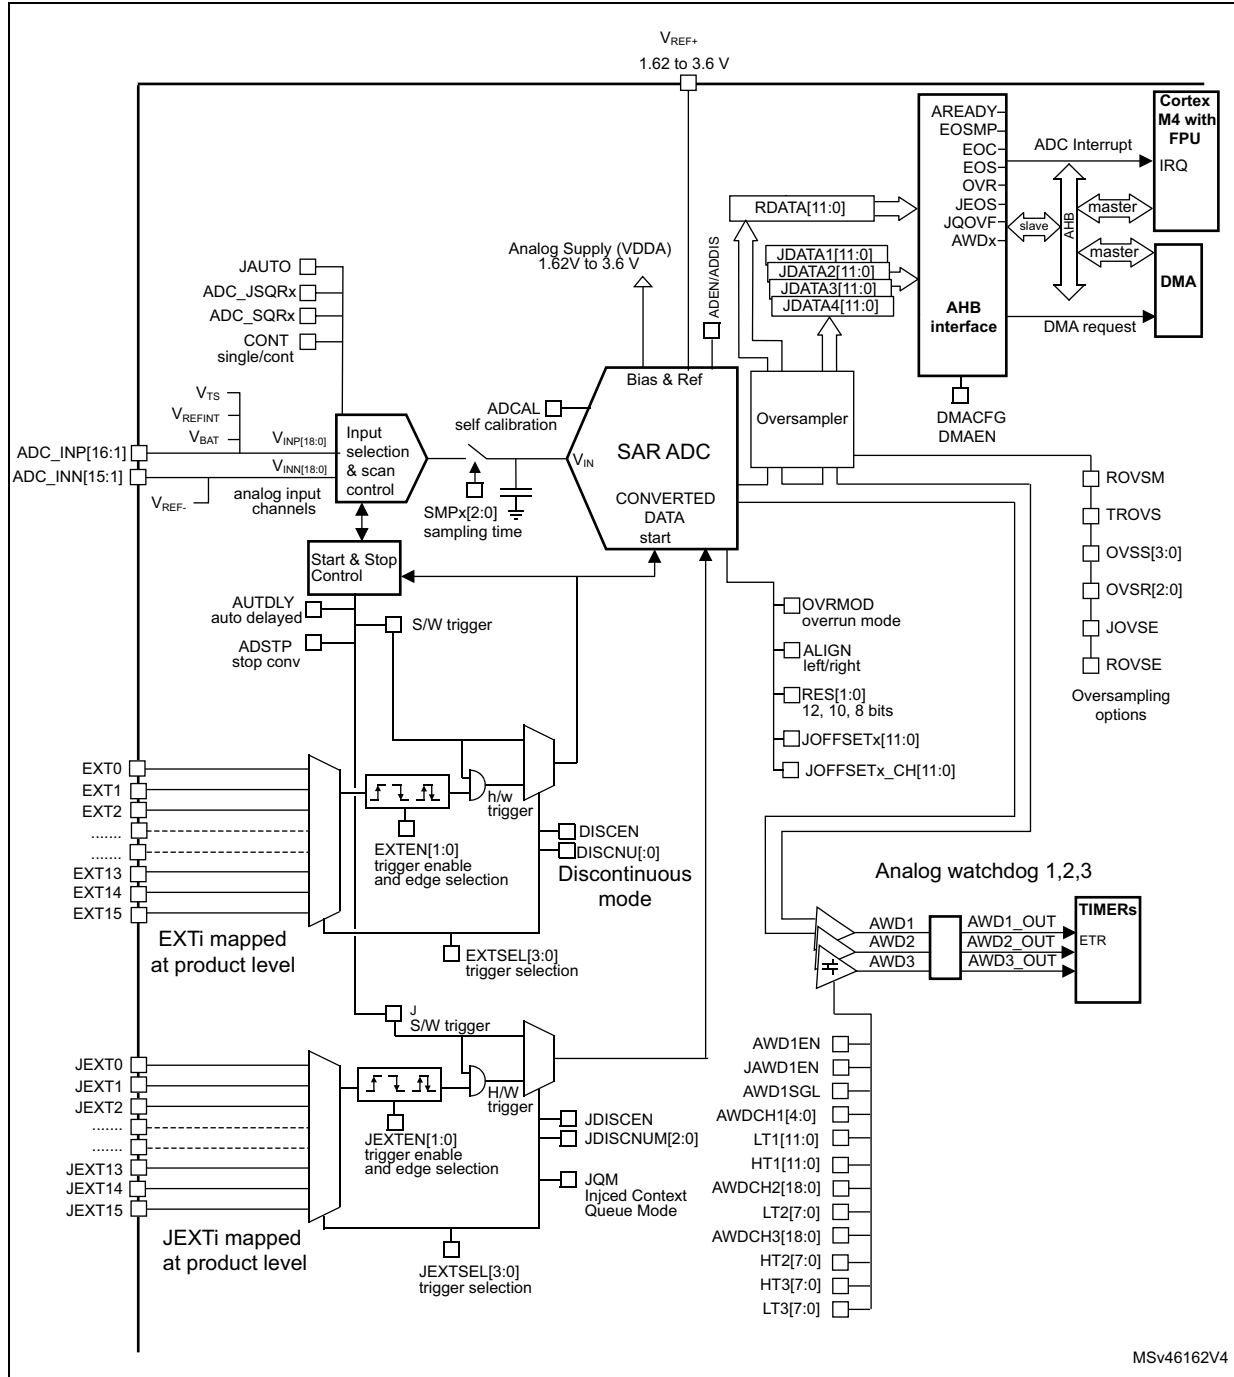 VREF+
1.62 to 3.6 V
AREADY
EOSMP
EOC
EOS
OVR
JEOS
JQOVF
AWDx
AHB
interface
ADC Interrupt
Cortex
M4 with
FPU
IRQ
slave
AHB
master
master
DMA
DMA request
DMACFG
DMAEN
RDATA[11:0]
JDATA1[11:0]
JDATA2[11:0]
JDATA3[11:0]
JDATA4[11:0]
Analog Supply (VDDA)
1.62V to 3.6 V
ADEN/ADDIS
JAUTO
ADC_JSQRx
ADC_SQRx
CONT
single/cont
Bias & Ref
ADCAL
self calibration
SAR ADC
VIN
CONVERTED
DATA
start
Oversampler
VTS
VREFINT
VBAT
ADC_INP[16:1]
ADC_INN[15:1]
VINP[18:0]
VINN[18:0]
VREF-
analog input
channels
Input
selection
& scan
control
SMPx[2:0]
sampling time
Start & Stop
Control
AUTDLY
auto delayed
ADSTP
stop conv
S/W trigger
OVRMOD
overrun mode
ALIGN
left/right
RES[1:0]
12, 10, 8 bits
JOFFSETx[11:0]
JOFFSETx_CH[11:0]
ROVSM
TROVS
OVSS[3:0]
OVSR[2:0]
JOVSE
ROVSE
Oversampling
options
EXT0
EXT1
EXT2
.......
.......
EXT13
EXT14
EXT15
EXTi mapped
at product level
h/w
trigger
EXTEN[1:0]
trigger enable
and edge selection
DISCEN
DISCNU[:0]
Discontinuous
mode
EXTSEL[3:0]
trigger selection
Analog watchdog 1,2,3
AWD1
AWD2
AWD3
AWD1_OUT
AWD2_OUT
AWD3_OUT
TIMERs
ETR
J
S/W trigger
JEXT0
JEXT1
JEXT2
.......
.......
JEXT13
JEXT14
JEXT15
JEXTi mapped
at product level
H/W
trigger
JEXTEN[1:0]
trigger enable
and edge selection
JDISCEN
JDISCNUM[2:0]
JQM
Injced Context
Queue Mode
JEXTSEL[3:0]
trigger selection
AWD1EN
JAWD1EN
AWD1SGL
AWDCH1[4:0]
LT1[11:0]
HT1[11:0]
AWDCH2[18:0]
LT2[7:0]
AWDCH3[18:0]
HT2[7:0]
HT3[7:0]
LT3[7:0]
MSv46162V4